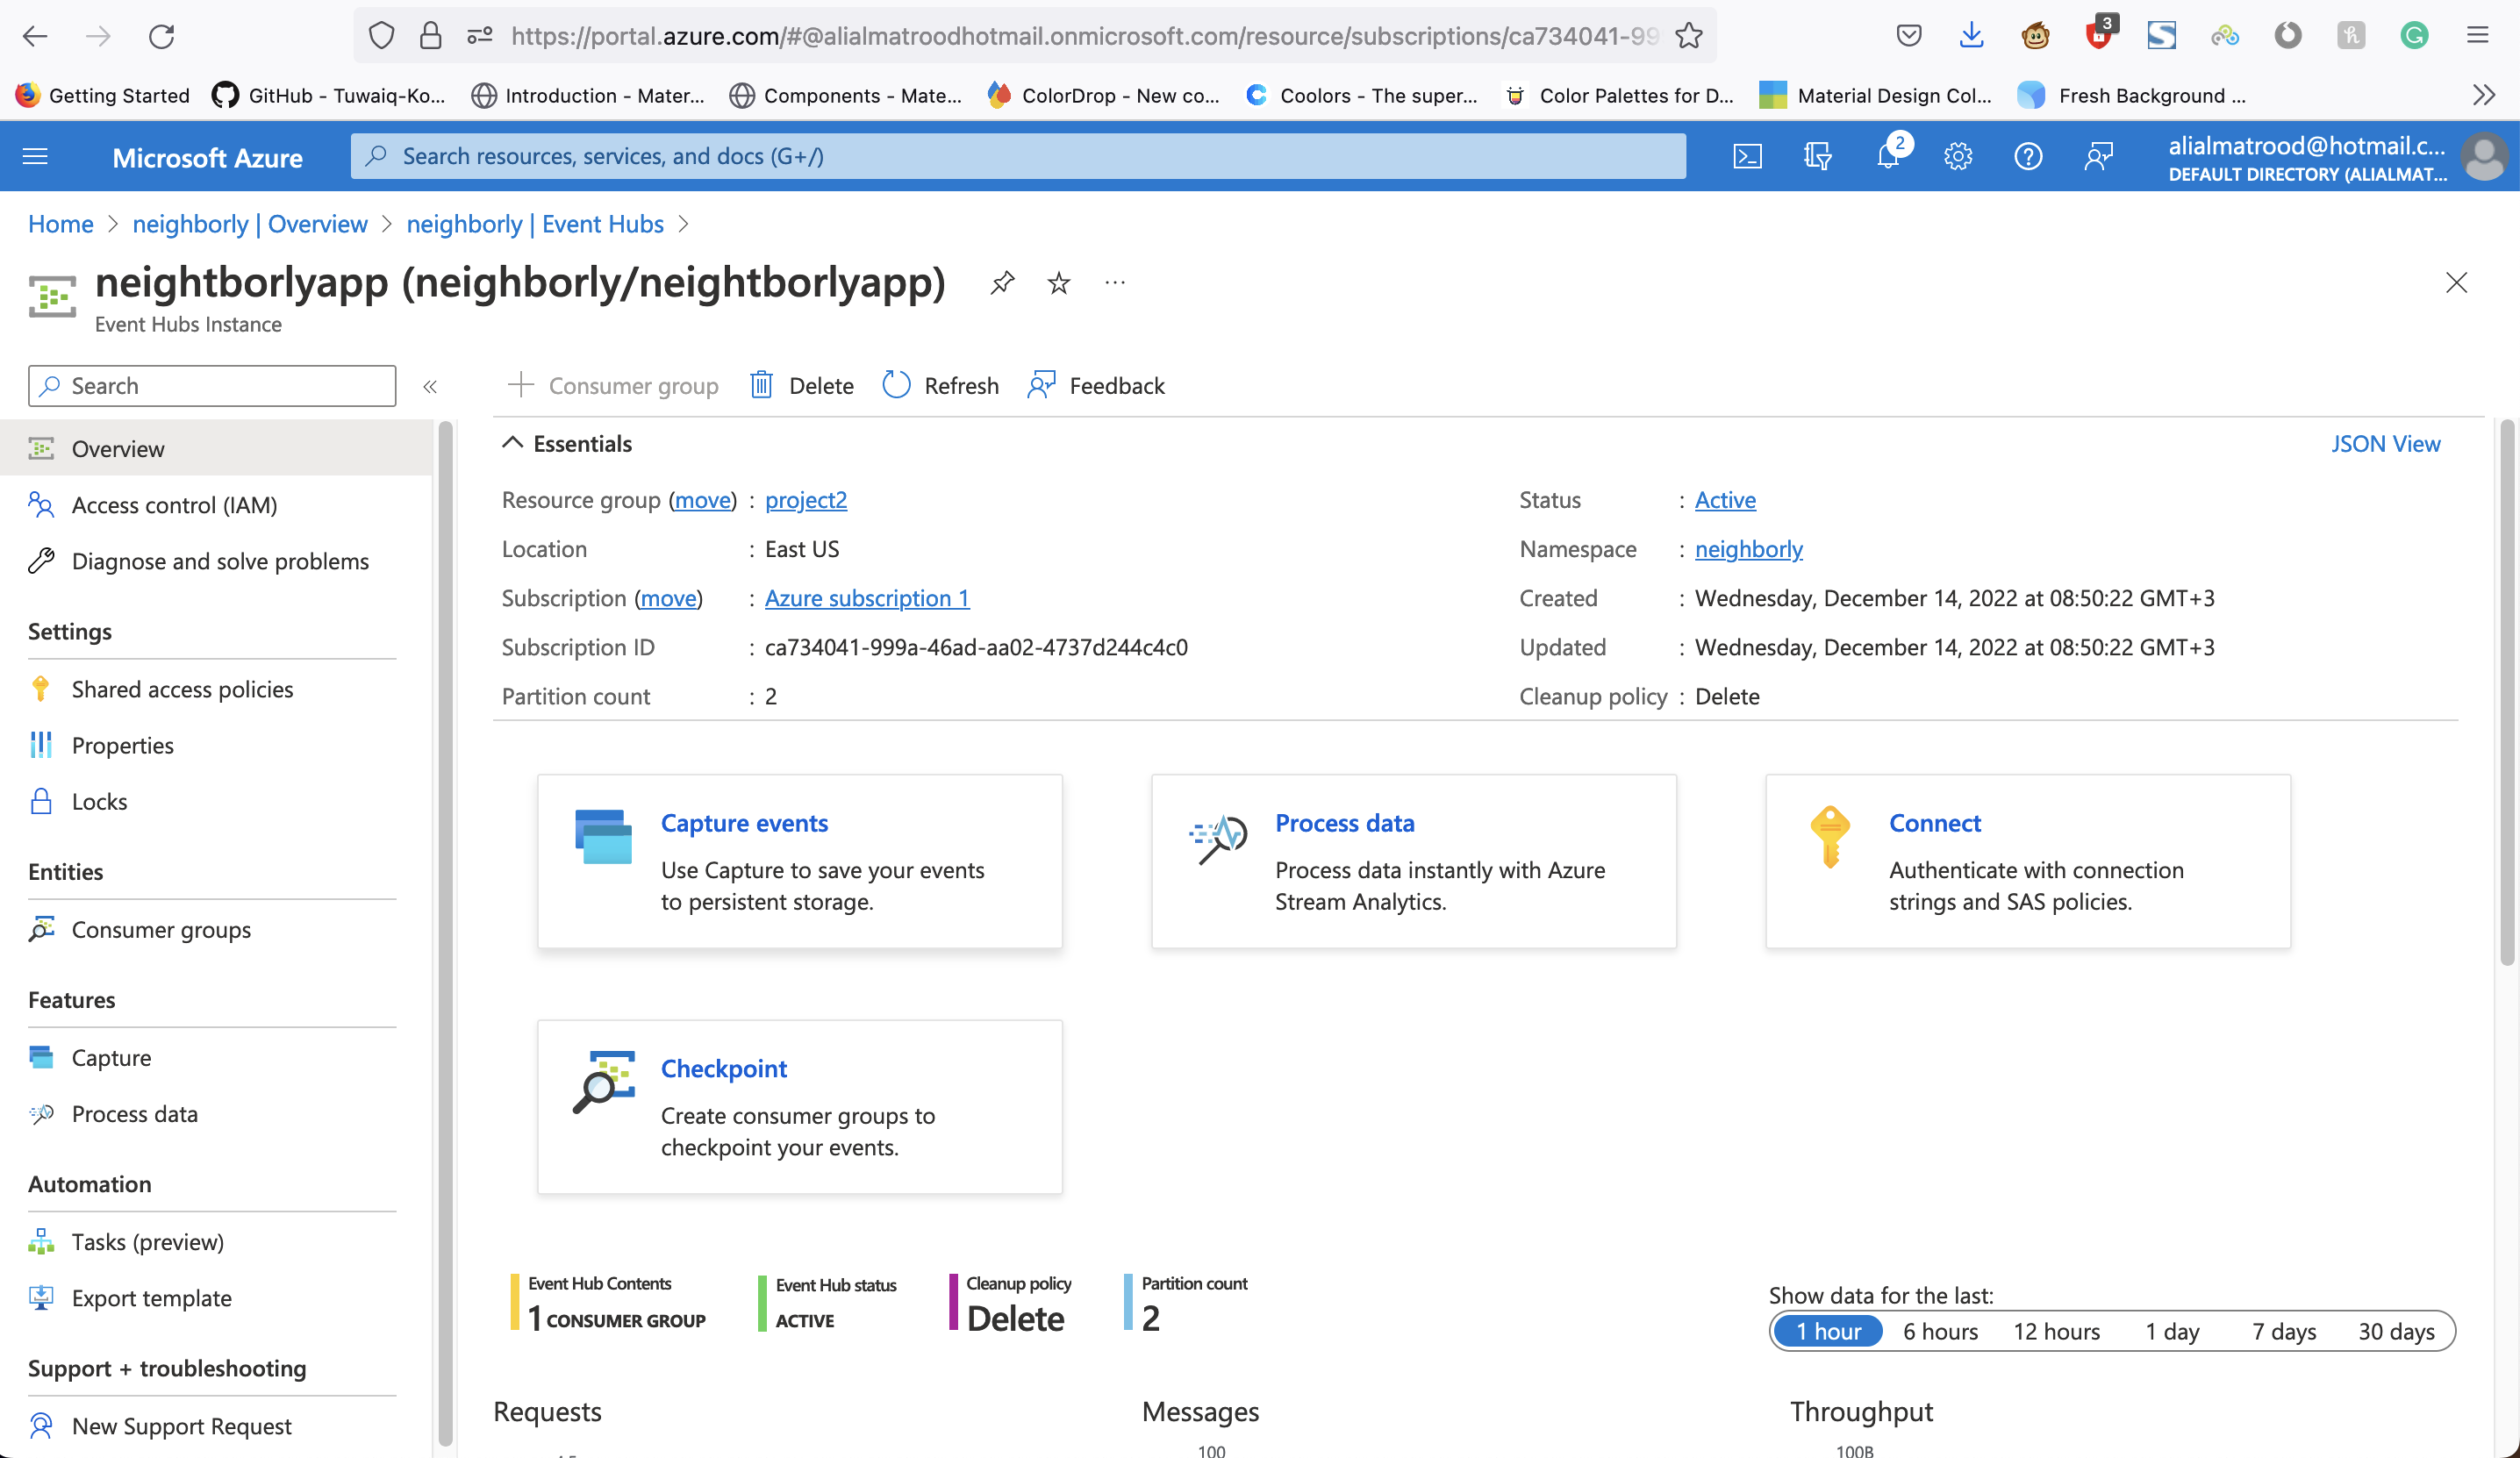 https://portal.azure.com/#@alialmatroodhotmail.onmicrosoft.com/resource/subscriptions/ca734041-99
3
Getting Started
GitHub - Tuwaiq-Ko...
Introduction - Mater...
Components - Mate...
ColorDrop - New co...
Coolors - The super...
Color Palettes for D...
Material Design Col...
Fresh Background ...
Microsoft Azure
Search resources, services, and docs (G+/)
2
alialmatrood@hotmail.c...
DEFAULT DIRECTORY (ALIALMAT...
Home > neighborly | Overview > neighborly | Event Hubs >
neightborlyapp (neighborly/neightborlyapp)
Event Hubs Instance
Search
Consumer group
Delete
Refresh
Feedback
Overview
Access control (IAM)
Diagnose and solve problems
Settings
Shared access policies
Properties
Locks
Entities
Consumer groups
Features
Capture
Process data
Automation
Tasks (preview)
Export template
Support + troubleshooting
New Support Request
Essentials
JSON View
Resource group (move) : project2
Location : East US
Subscription (move) : Azure subscription 1
Subscription ID : ca734041-999a-46ad-aa02-4737d244c4c0
Partition count : 2
Status : Active
Namespace : neighborly
Created : Wednesday, December 14, 2022 at 08:50:22 GMT+3
Updated : Wednesday, December 14, 2022 at 08:50:22 GMT+3
Cleanup policy : Delete
Capture events
Use Capture to save your events
to persistent storage.
Process data
Process data instantly with Azure
Stream Analytics.
Connect
Authenticate with connection
strings and SAS policies.
Checkpoint
Create consumer groups to
checkpoint your events.
Event Hub Contents
1 CONSUMER GROUP
Event Hub status
ACTIVE
Cleanup policy
Delete
Partition count
2
Show data for the last:
1 hour 6 hours 12 hours 1 day 7 days 30 days
Requests
Messages
100
Throughput
100B